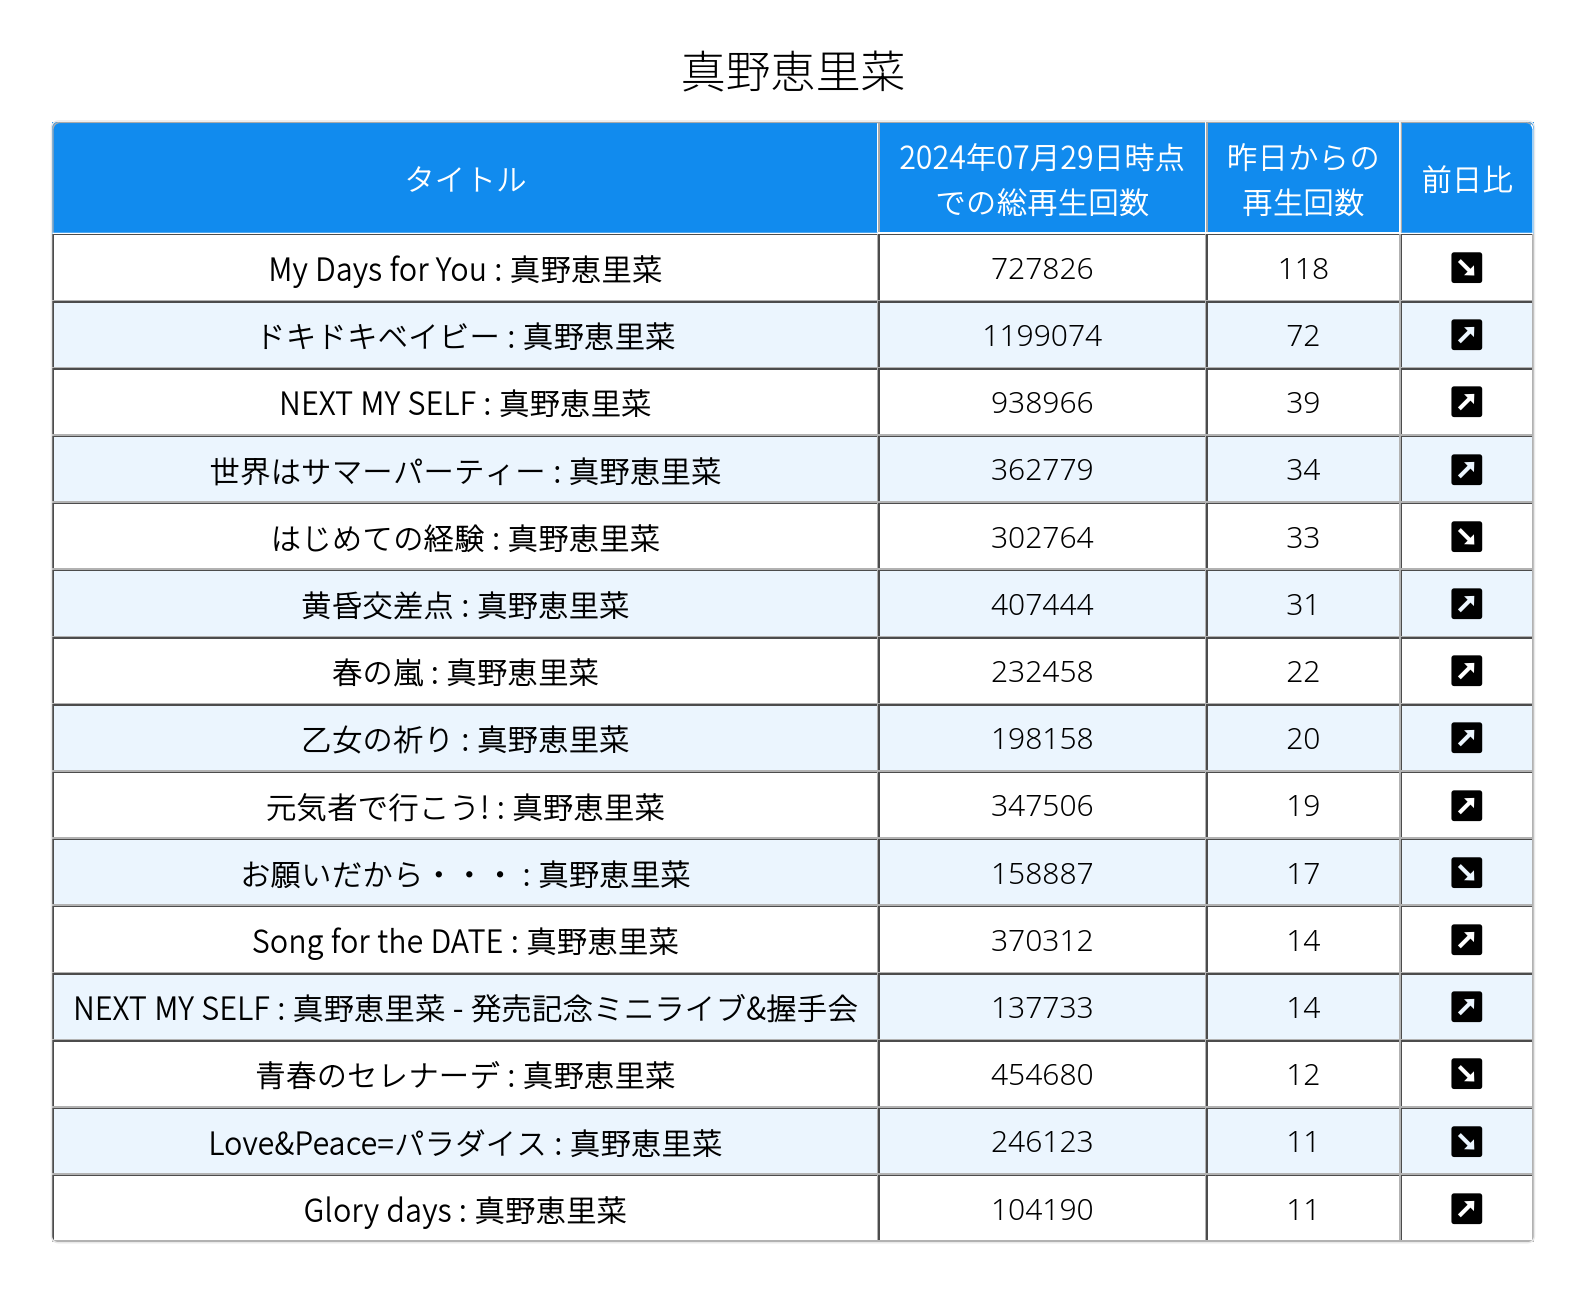 真野恵里菜
タイトル 2024年07月29日時点での総再生回数 昨日からの再生回数 前日比
My Days for You : 真野恵里菜 727826 118 ↘
ドキドキベイビー : 真野恵里菜 1199074 72 ↗
NEXT MY SELF : 真野恵里菜 938966 39 ↗
世界はサマーパーティー : 真野恵里菜 362779 34 ↗
はじめての経験 : 真野恵里菜 302764 33 ↘
黄昏交差点 : 真野恵里菜 407444 31 ↗
春の嵐 : 真野恵里菜 232458 22 ↗
乙女の祈り : 真野恵里菜 198158 20 ↗
元気者で行こう! : 真野恵里菜 347506 19 ↗
お願いだから・・・ : 真野恵里菜 158887 17 ↘
Song for the DATE : 真野恵里菜 370312 14 ↗
NEXT MY SELF : 真野恵里菜 - 発売記念ミニライブ&握手会 137733 14 ↗
青春のセレナーデ : 真野恵里菜 454680 12 ↘
Love&Peace=パラダイス : 真野恵里菜 246123 11 ↘
Glory days : 真野恵里菜 104190 11 ↗